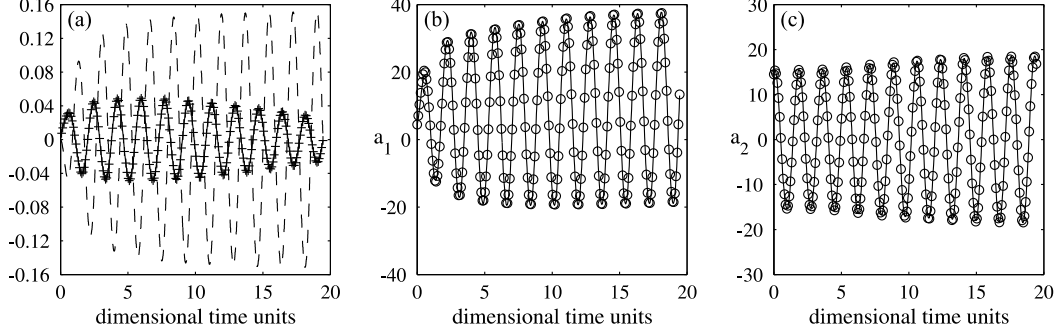 (a)
0.16
0.12
0.08
0.04
0
-0.04
-0.08
-0.12
-0.16
0 5 10 15 20
dimensional time units
(b)
40
20
0
-20
-40
a1
0 5 10 15 20
dimensional time units
(c)
30
20
10
0
-10
-20
-30
a2
0 5 10 15 20
dimensional time units